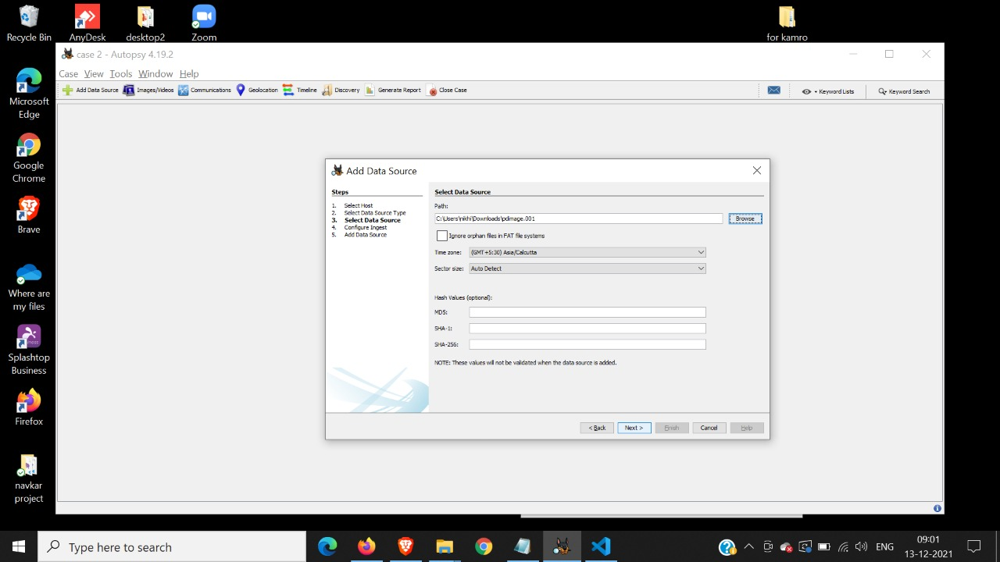 Recycle Bin
AnyDesk
desktop2
Zoom
for kamro
Microsoft
Edge
Google
Chrome
Brave
Where are
my files
Splashtop
Business
Firefox
navkar
project
case 2 - Autopsy 4.19.2
Case View Tools Window Help
Add Data Source Images/Videos Communications Geolocation Timeline Discovery Generate Report Close Case Keyword Lists Keyword Search
Add Data Source
Steps
1. Select Host
2. Select Data Source Type
3. Select Data Source
4. Configure Ingest
5. Add Data Source
Select Data Source
Path:
C:\Users\nikhi\Downloads\pdimage.001 Browse
Ignore orphan files in FAT file systems
Time zone: (GMT+5:30) Asia/Calcutta
Sector size: Auto Detect
Hash Values (optional):
MD5:
SHA-1:
SHA-256:
NOTE: These values will not be validated when the data source is added.
< Back Next > Finish Cancel Help
Type here to search
ENG
09:01
13-12-2021